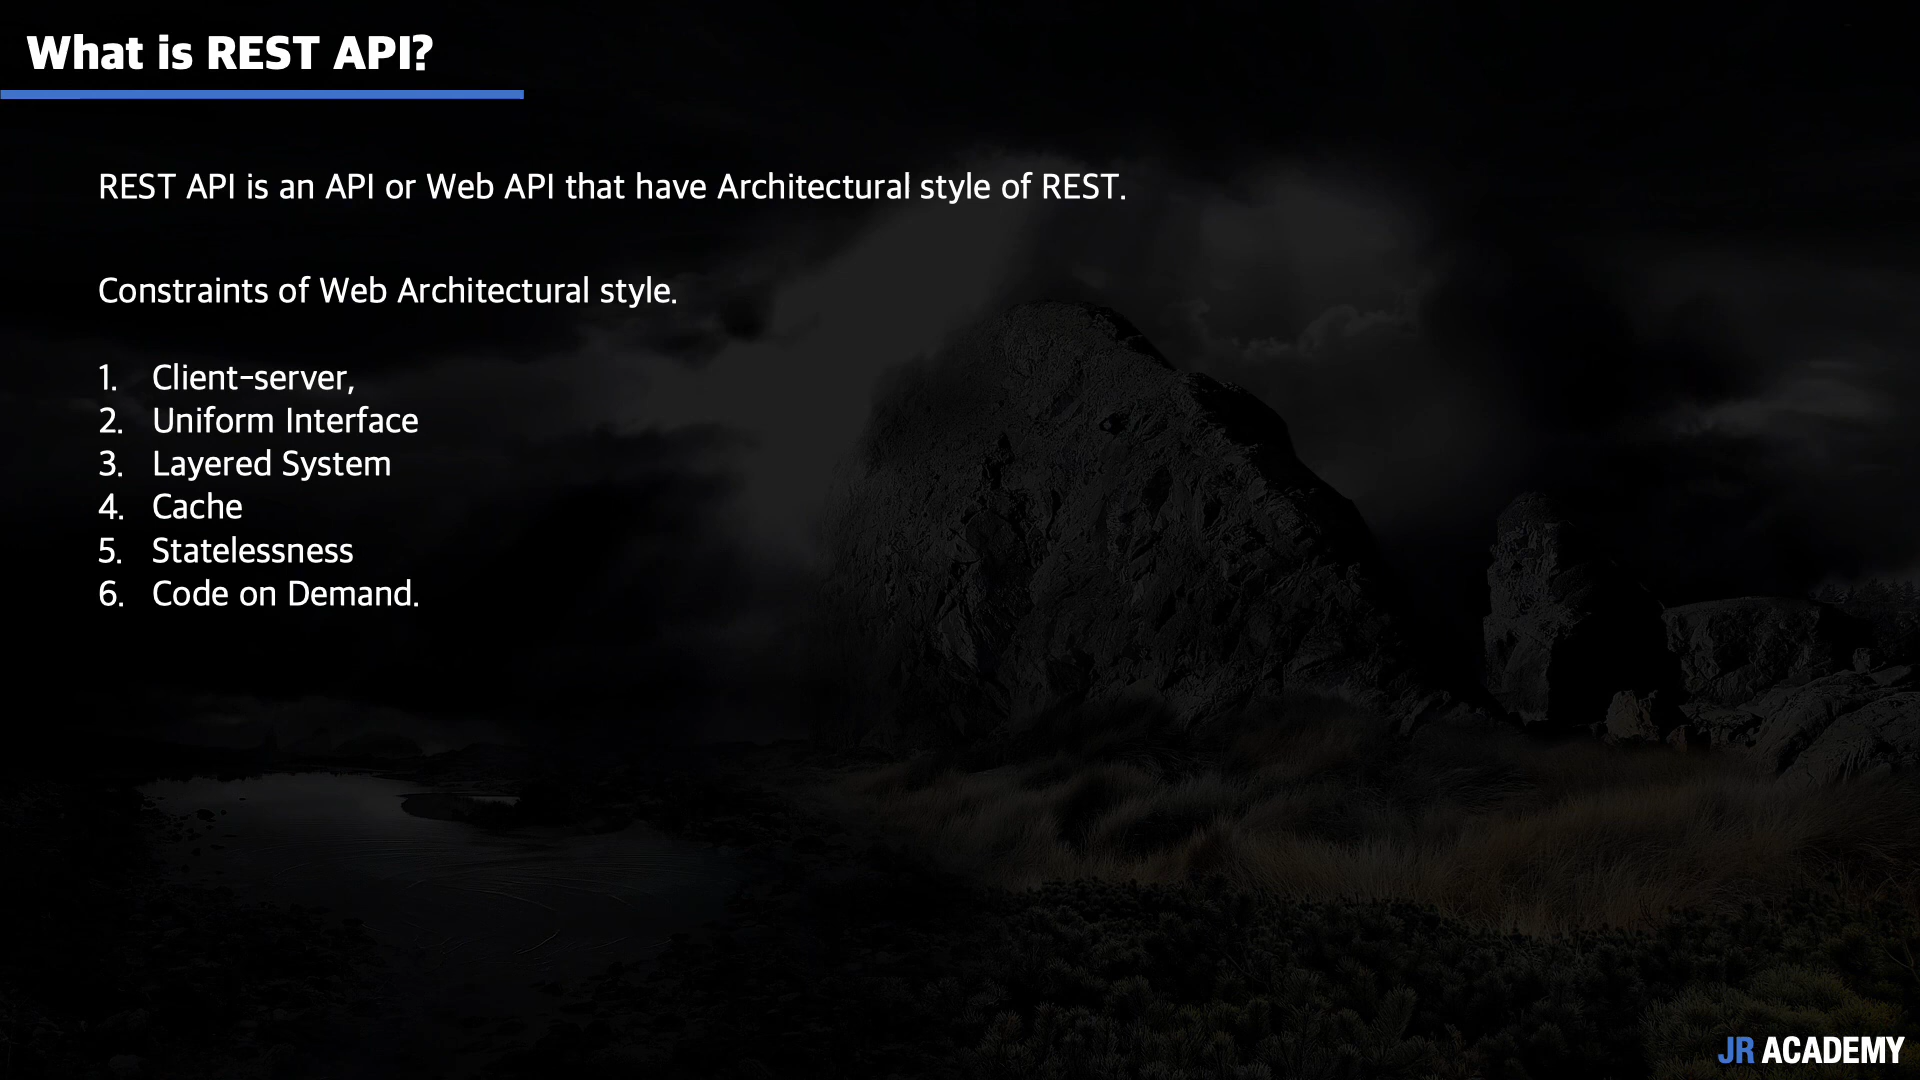 What is REST API?
REST API is an API or Web API that have Architectural style of REST.
Constraints of Web Architectural style.
1. Client-server,
2. Uniform Interface
3. Layered System
4. Cache
5. Statelessness
6. Code on Demand.
JR ACADEMY